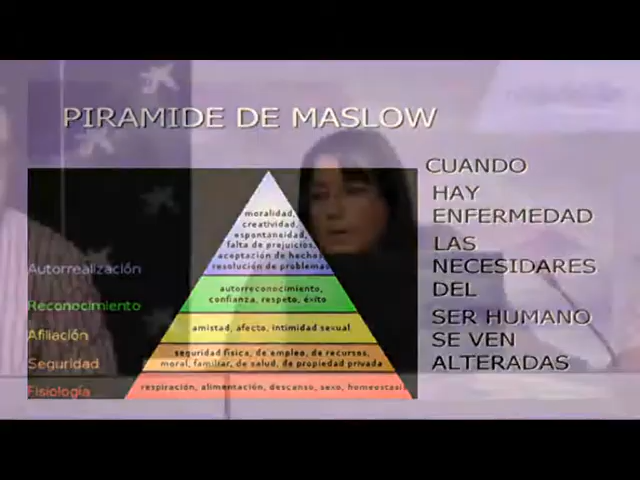 PIRAMIDE DE MASLOW
CUANDO
HAY
ENFERMEDAD
LAS
NECESIDARES
DEL
SER HUMANO
SE VEN
ALTERADAS
moralidad,
creatividad,
espontaneidad,
falta de prejuicios,
aceptación de hechos,
resolución de problemas
Autorrealización
autorreconocimiento,
confianza, respeto, éxito
Reconocimiento
amistad, afecto, intimidad sexual
Afiliación
seguridad física, de empleo, de recursos,
moral, familiar, de salud, de propiedad privada
Seguridad
respiración, alimentación, descanso, sexo, homeostasi
Fisiología